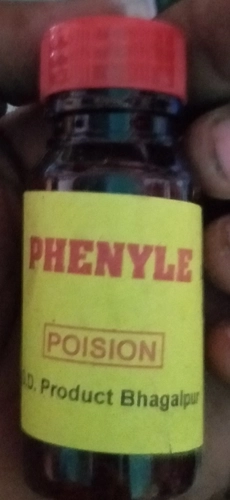 PHENYLE
POISION
.D. Product Bhagalpur